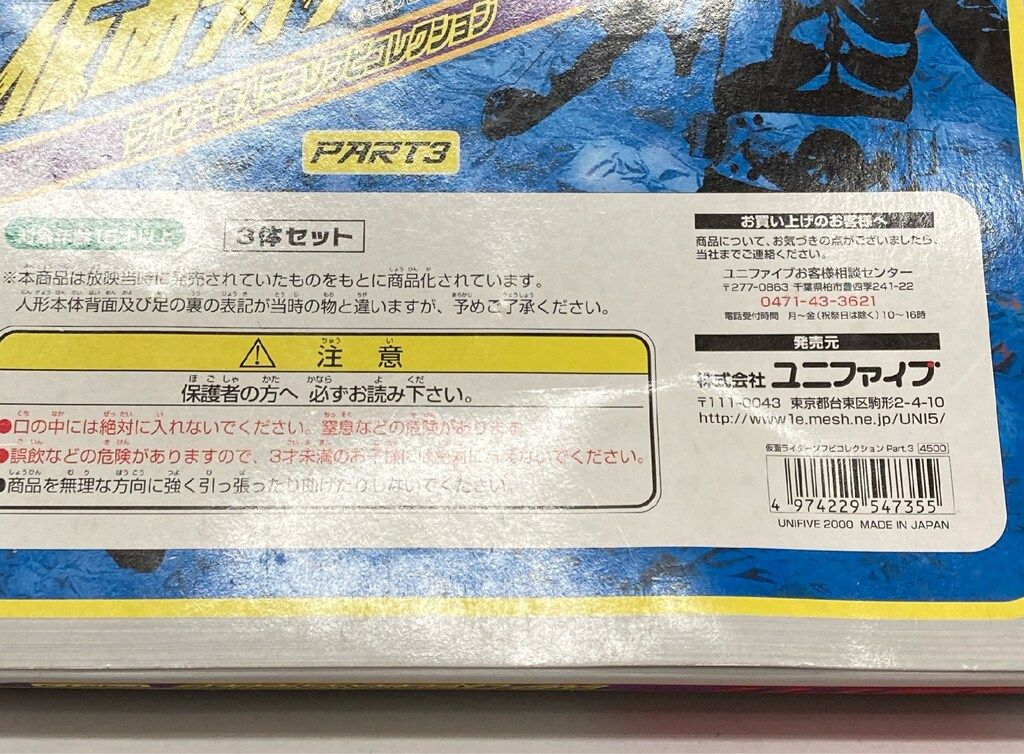 仮面ライダー
PART3
対象年齢15才以上
3体セット
※本商品は放映当時に発売されていたものをもとに商品化されています。
人形本体背面及び足の裏の表記が当時の物と違いますが、予めご了承ください。
注意
保護者の方へ 必ずお読み下さい。
●口の中には絶対に入れないでください。窒息などの危険があります。
●誤飲などの危険がありますので、3才未満のお子様には絶対に与えないでください。
●商品を無理な方向に強く引っ張ったり曲げたりしないでください。
お買い上げのお客様へ
商品について、お気づきの点がございましたら、
当社までご連絡ください。
ユニファイブお客様相談センター
〒277-0863 千葉県柏市豊四季241-22
0471-43-3621
電話受付時間 月〜金(祝祭日は除く)10〜16時
発売元
株式会社 ユニファイブ
〒111-0043 東京都台東区駒形2-4-10
http://www1e.mesh.ne.jp/UNI5/
仮面ライダーソフビコレクション Part.3 4500
4 974229 547355
UNIFIVE 2000 MADE IN JAPAN